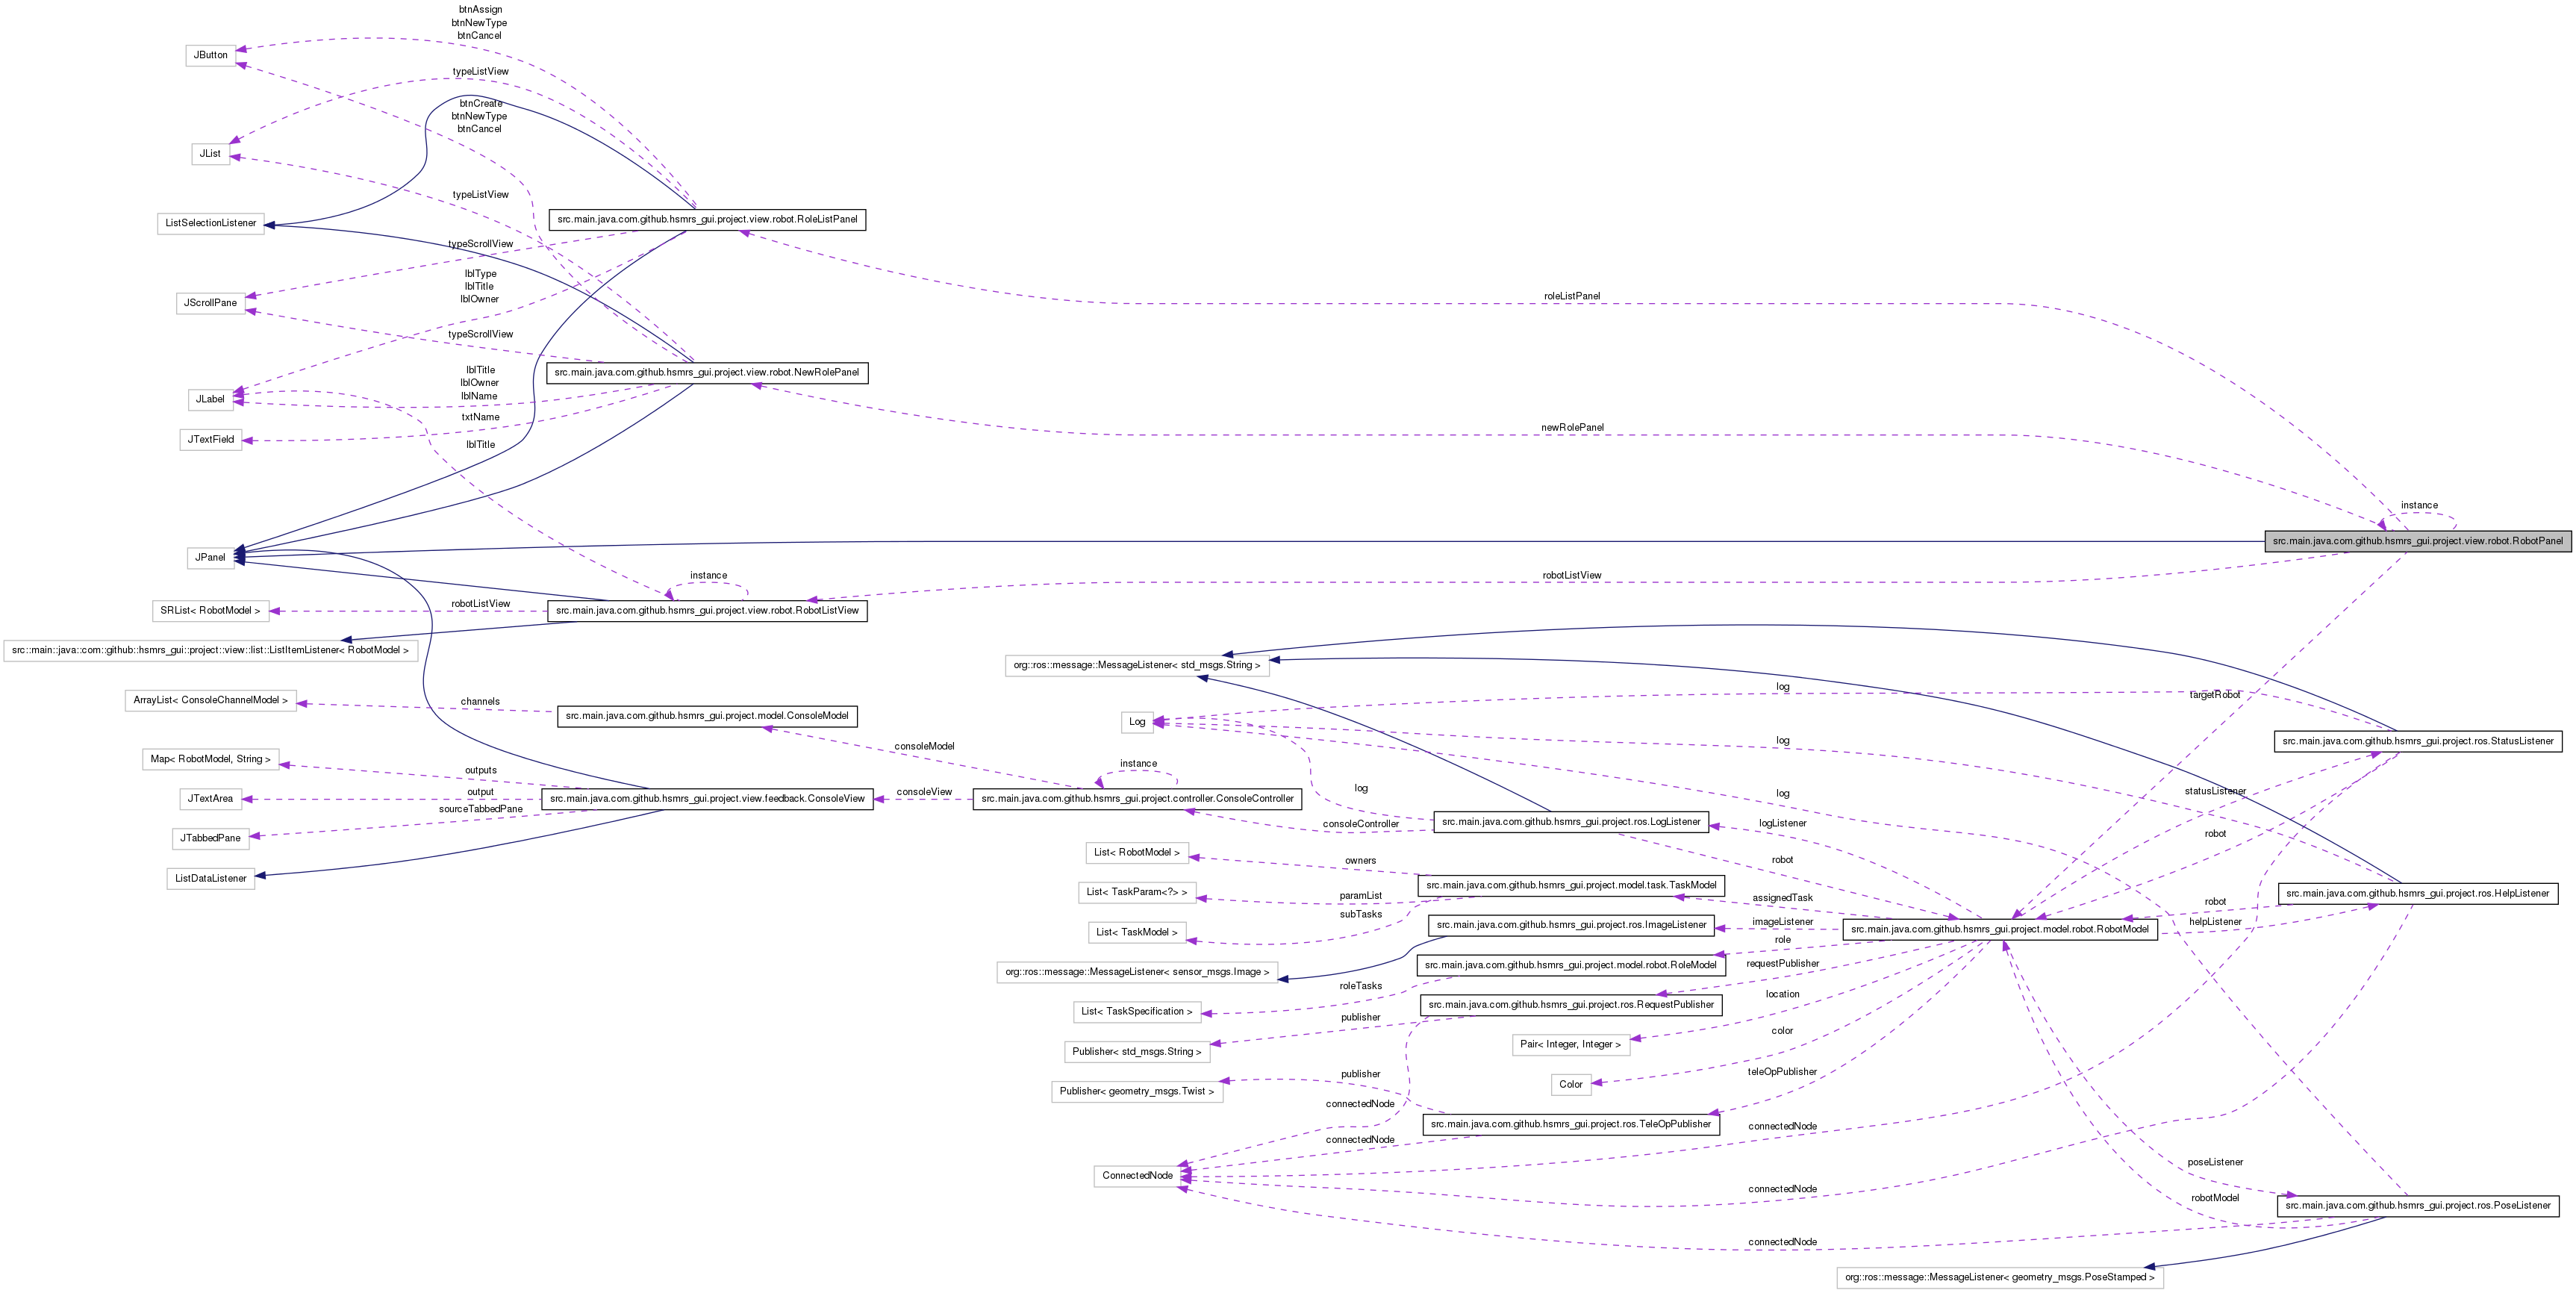 btnAssign
btnNewType
btnCancel
JButton
typeListView
btnCreate
btnNewType
btnCancel
JList
typeListView
ListSelectionListener
src.main.java.com.github.hsmrs_gui.project.view.robot.RoleListPanel
typeScrollView
lblType
lblTitle
lblOwner
JScrollPane
roleListPanel
typeScrollView
src.main.java.com.github.hsmrs_gui.project.view.robot.NewRolePanel
lblTitle
lblOwner
lblName
JLabel
txtName
JTextField
lblTitle
newRolePanel
instance
src.main.java.com.github.hsmrs_gui.project.view.robot.RobotPanel
JPanel
instance
robotListView
robotListView
SRList< RobotModel >
src.main.java.com.github.hsmrs_gui.project.view.robot.RobotListView
src::main::java::com::github::hsmrs_gui::project::view::list::ListItemListener< RobotModel >
org::ros::message::MessageListener< std_msgs.String >
log
targetRobot
ArrayList< ConsoleChannelModel >
channels
src.main.java.com.github.hsmrs_gui.project.model.ConsoleModel
Log
consoleModel
log
src.main.java.com.github.hsmrs_gui.project.ros.StatusListener
Map< RobotModel, String >
outputs
instance
JTextArea
output
src.main.java.com.github.hsmrs_gui.project.view.feedback.ConsoleView
consoleView
src.main.java.com.github.hsmrs_gui.project.controller.ConsoleController
log
log
statusListener
sourceTabbedPane
JTabbedPane
consoleController
src.main.java.com.github.hsmrs_gui.project.ros.LogListener
logListener
robot
List< RobotModel >
owners
robot
ListDataListener
List< TaskParam<?> >
paramList
src.main.java.com.github.hsmrs_gui.project.model.task.TaskModel
assignedTask
src.main.java.com.github.hsmrs_gui.project.ros.HelpListener
robot
subTasks
List< TaskModel >
src.main.java.com.github.hsmrs_gui.project.ros.ImageListener
imageListener
src.main.java.com.github.hsmrs_gui.project.model.robot.RobotModel
helpListener
role
org::ros::message::MessageListener< sensor_msgs.Image >
src.main.java.com.github.hsmrs_gui.project.model.robot.RoleModel
requestPublisher
roleTasks
location
List< TaskSpecification >
src.main.java.com.github.hsmrs_gui.project.ros.RequestPublisher
publisher
color
Publisher< std_msgs.String >
Pair< Integer, Integer >
publisher
teleOpPublisher
Publisher< geometry_msgs.Twist >
Color
connectedNode
src.main.java.com.github.hsmrs_gui.project.ros.TeleOpPublisher
connectedNode
connectedNode
ConnectedNode
connectedNode
poseListener
robotModel
src.main.java.com.github.hsmrs_gui.project.ros.PoseListener
connectedNode
org::ros::message::MessageListener< geometry_msgs.PoseStamped >